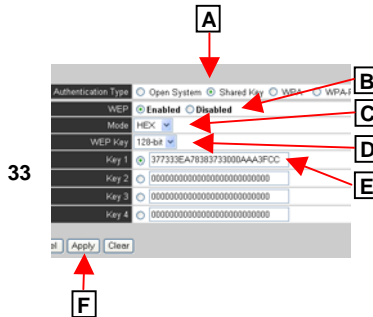 A
Authentication Type Open System Shared Key WPA
B
WEP Enabled Disabled
C
Mode HEX
D
WEP Key 128-bit
33
Key 1 377333EA78383733000AAA3FCC
E
Key 2 00000000000000000000000000
Key 3 00000000000000000000000000
Key 4 00000000000000000000000000
Apply Clear
F